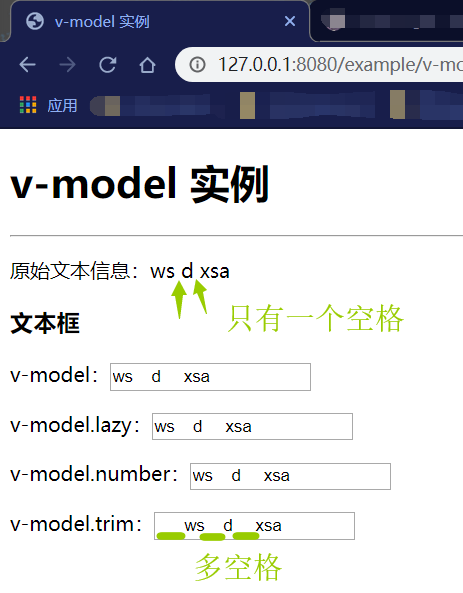 v-model 实例
127.0.0.1:8080/example/v-mo
应用
v-model 实例
原始文本信息：ws d xsa
只有一个空格
文本框
v-model：ws    d     xsa
v-model.lazy：ws    d     xsa
v-model.number：ws    d     xsa
v-model.trim：      ws    d     xsa
多空格